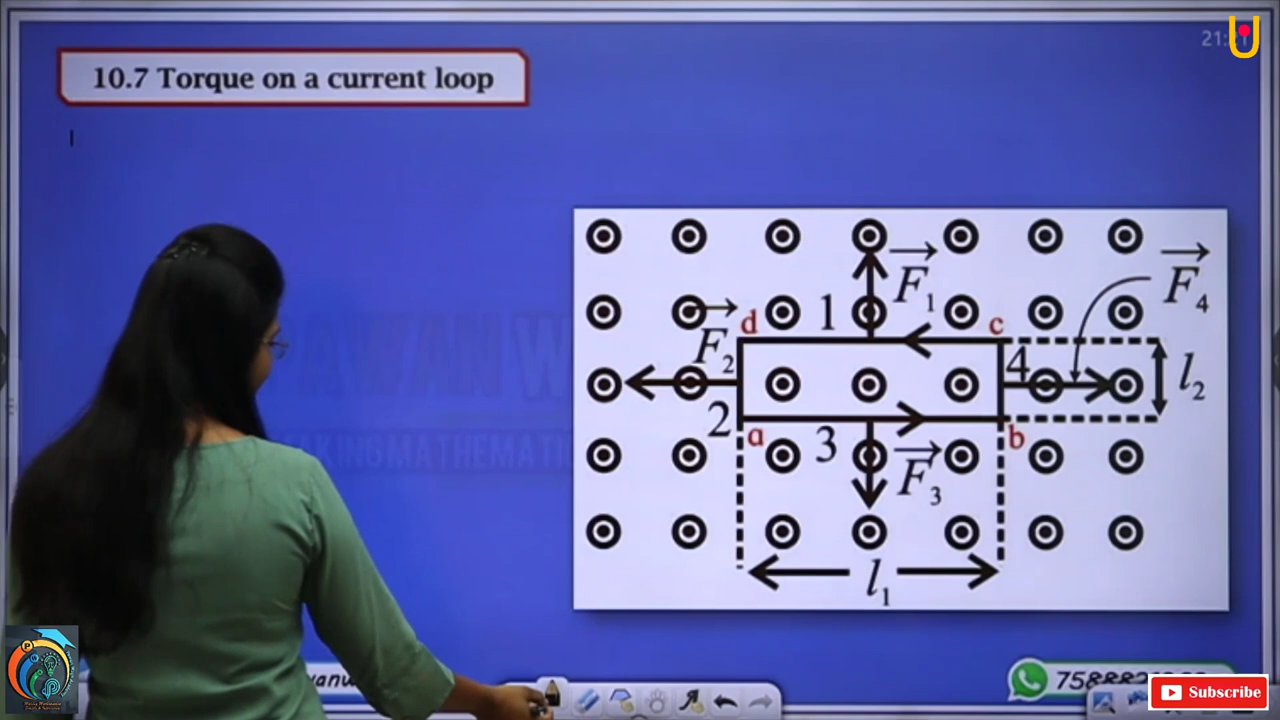 10.7 Torque on a current loop
F₁
F₄
1
d
c
F₂
4
l₂
2
a
3
b
F₃
l₁
Subscribe